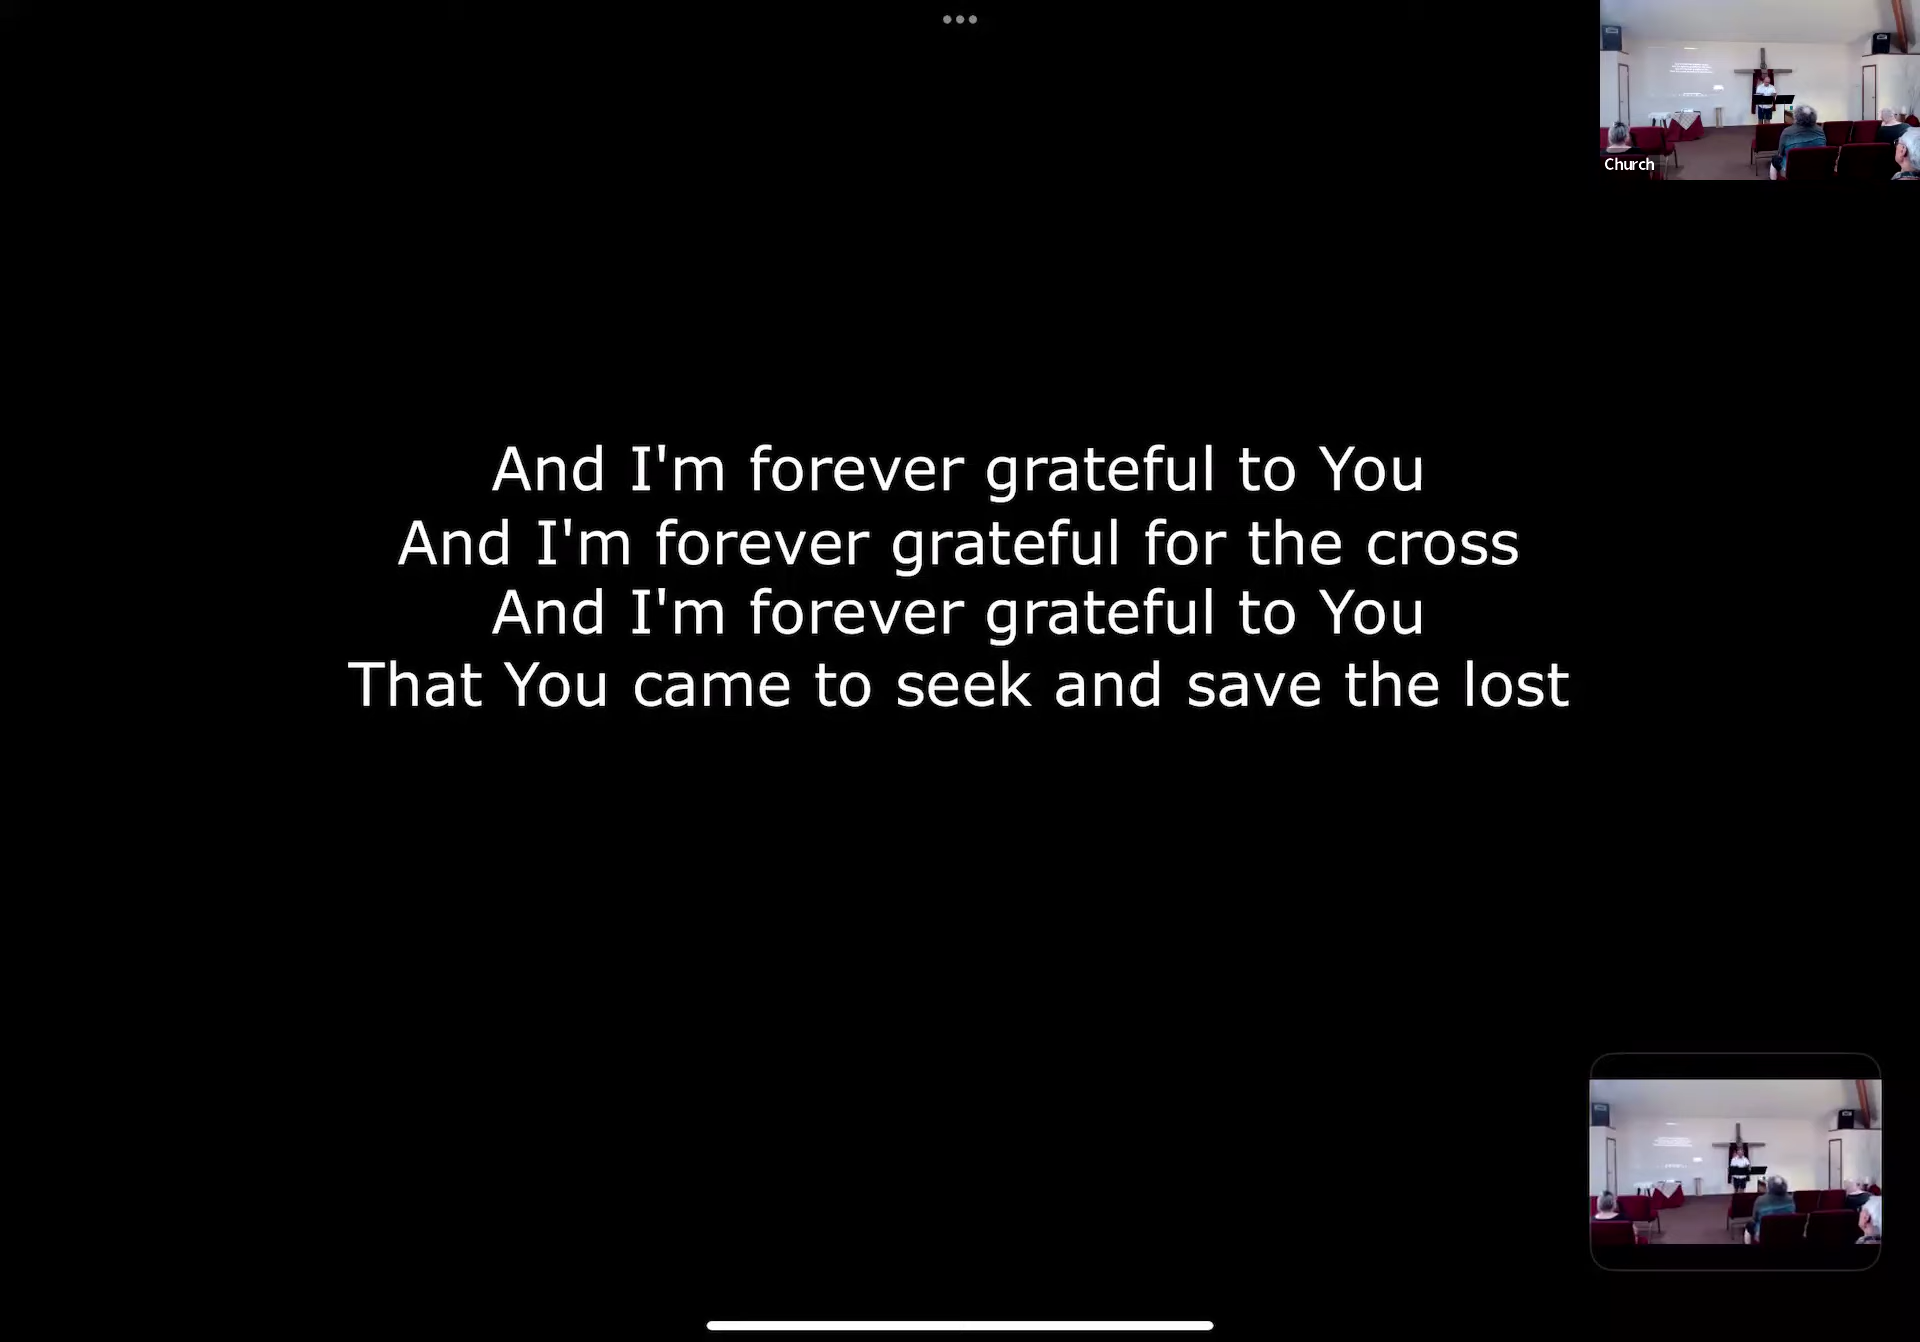 Church
And I'm forever grateful to You
And I'm forever grateful for the cross
And I'm forever grateful to You
That You came to seek and save the lost